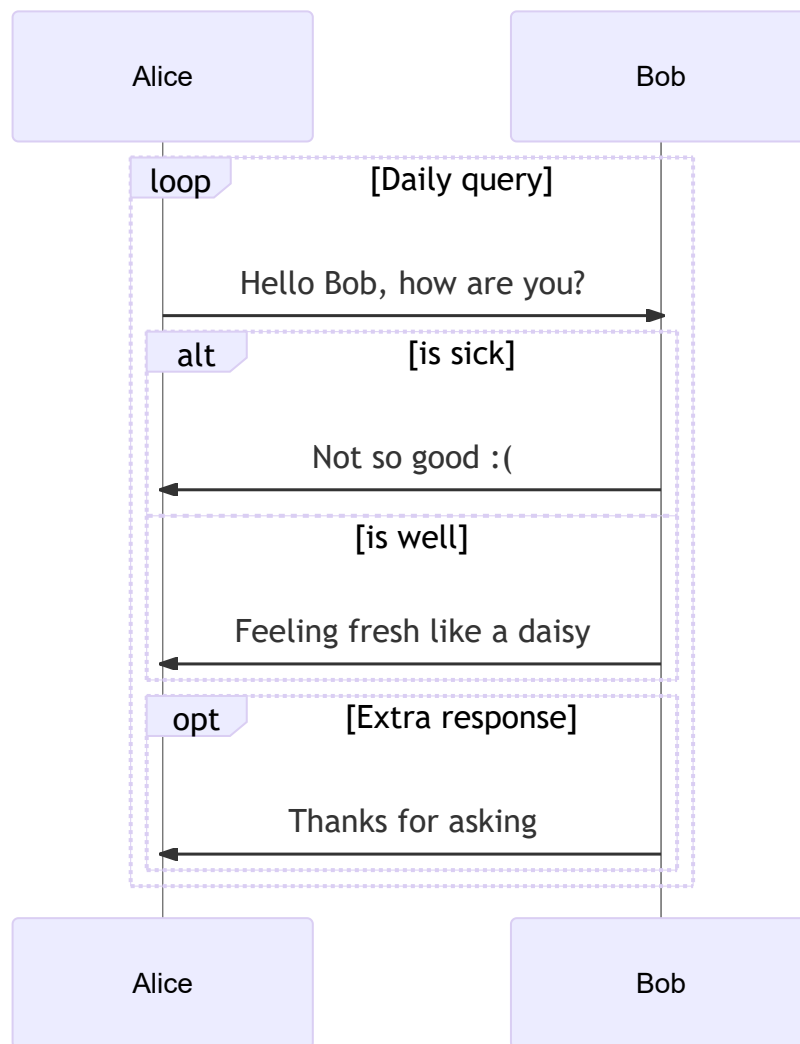 Alice
Bob
loop
[Daily query]
Hello Bob, how are you?
alt
[is sick]
Not so good :(
[is well]
Feeling fresh like a daisy
opt
[Extra response]
Thanks for asking
Alice
Bob